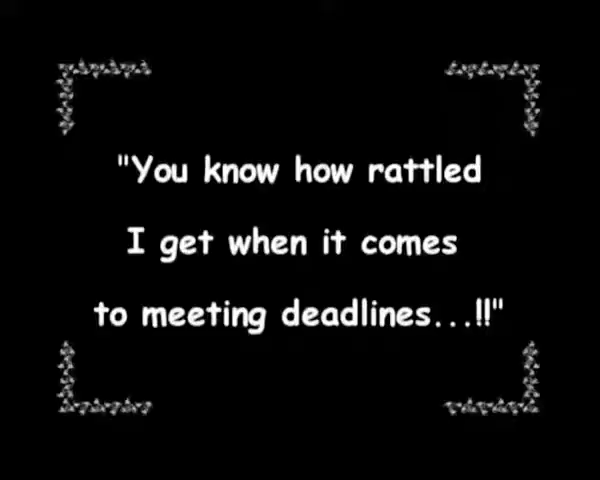 "You know how rattled
I get when it comes
to meeting deadlines...!!"